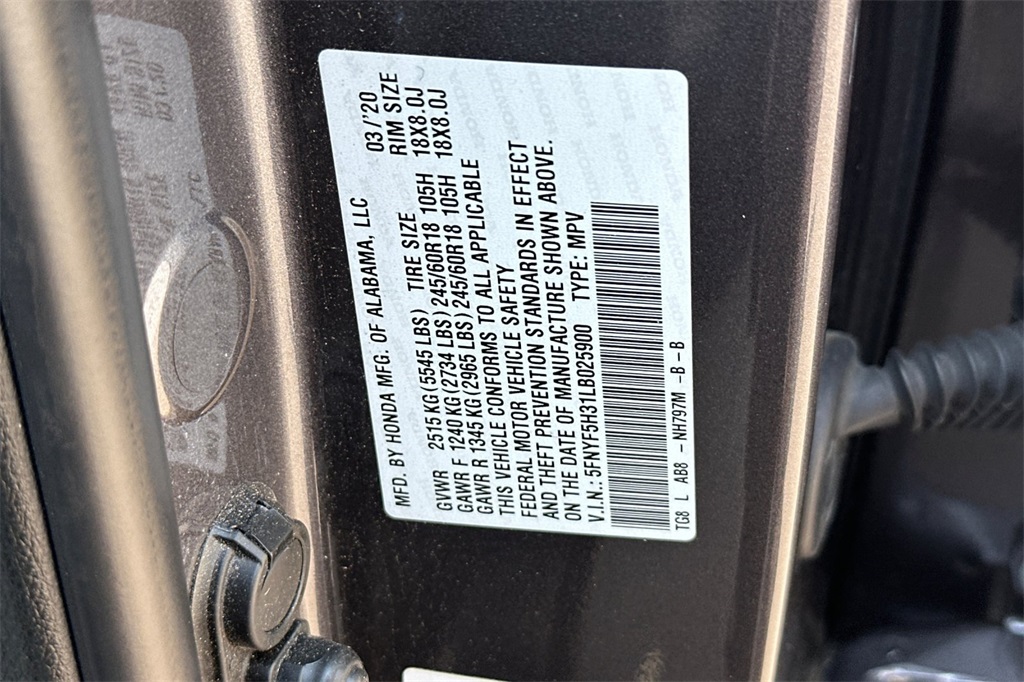 MFD. BY HONDA MFG. OF ALABAMA, LLC 03/'20
GVWR 2515 KG (5545 LBS) TIRE SIZE RIM SIZE
GAWR F 1240 KG (2734 LBS) 245/60R18 105H 18X8.0J
GAWR R 1345 KG (2965 LBS) 245/60R18 105H 18X8.0J
THIS VEHICLE CONFORMS TO ALL APPLICABLE
FEDERAL MOTOR VEHICLE SAFETY
AND THEFT PREVENTION STANDARDS IN EFFECT
ON THE DATE OF MANUFACTURE SHOWN ABOVE.
V.I.N.: 5FNYF5H31LB025900 TYPE: MPV
TG8 L AB8 - NH797M -B-B